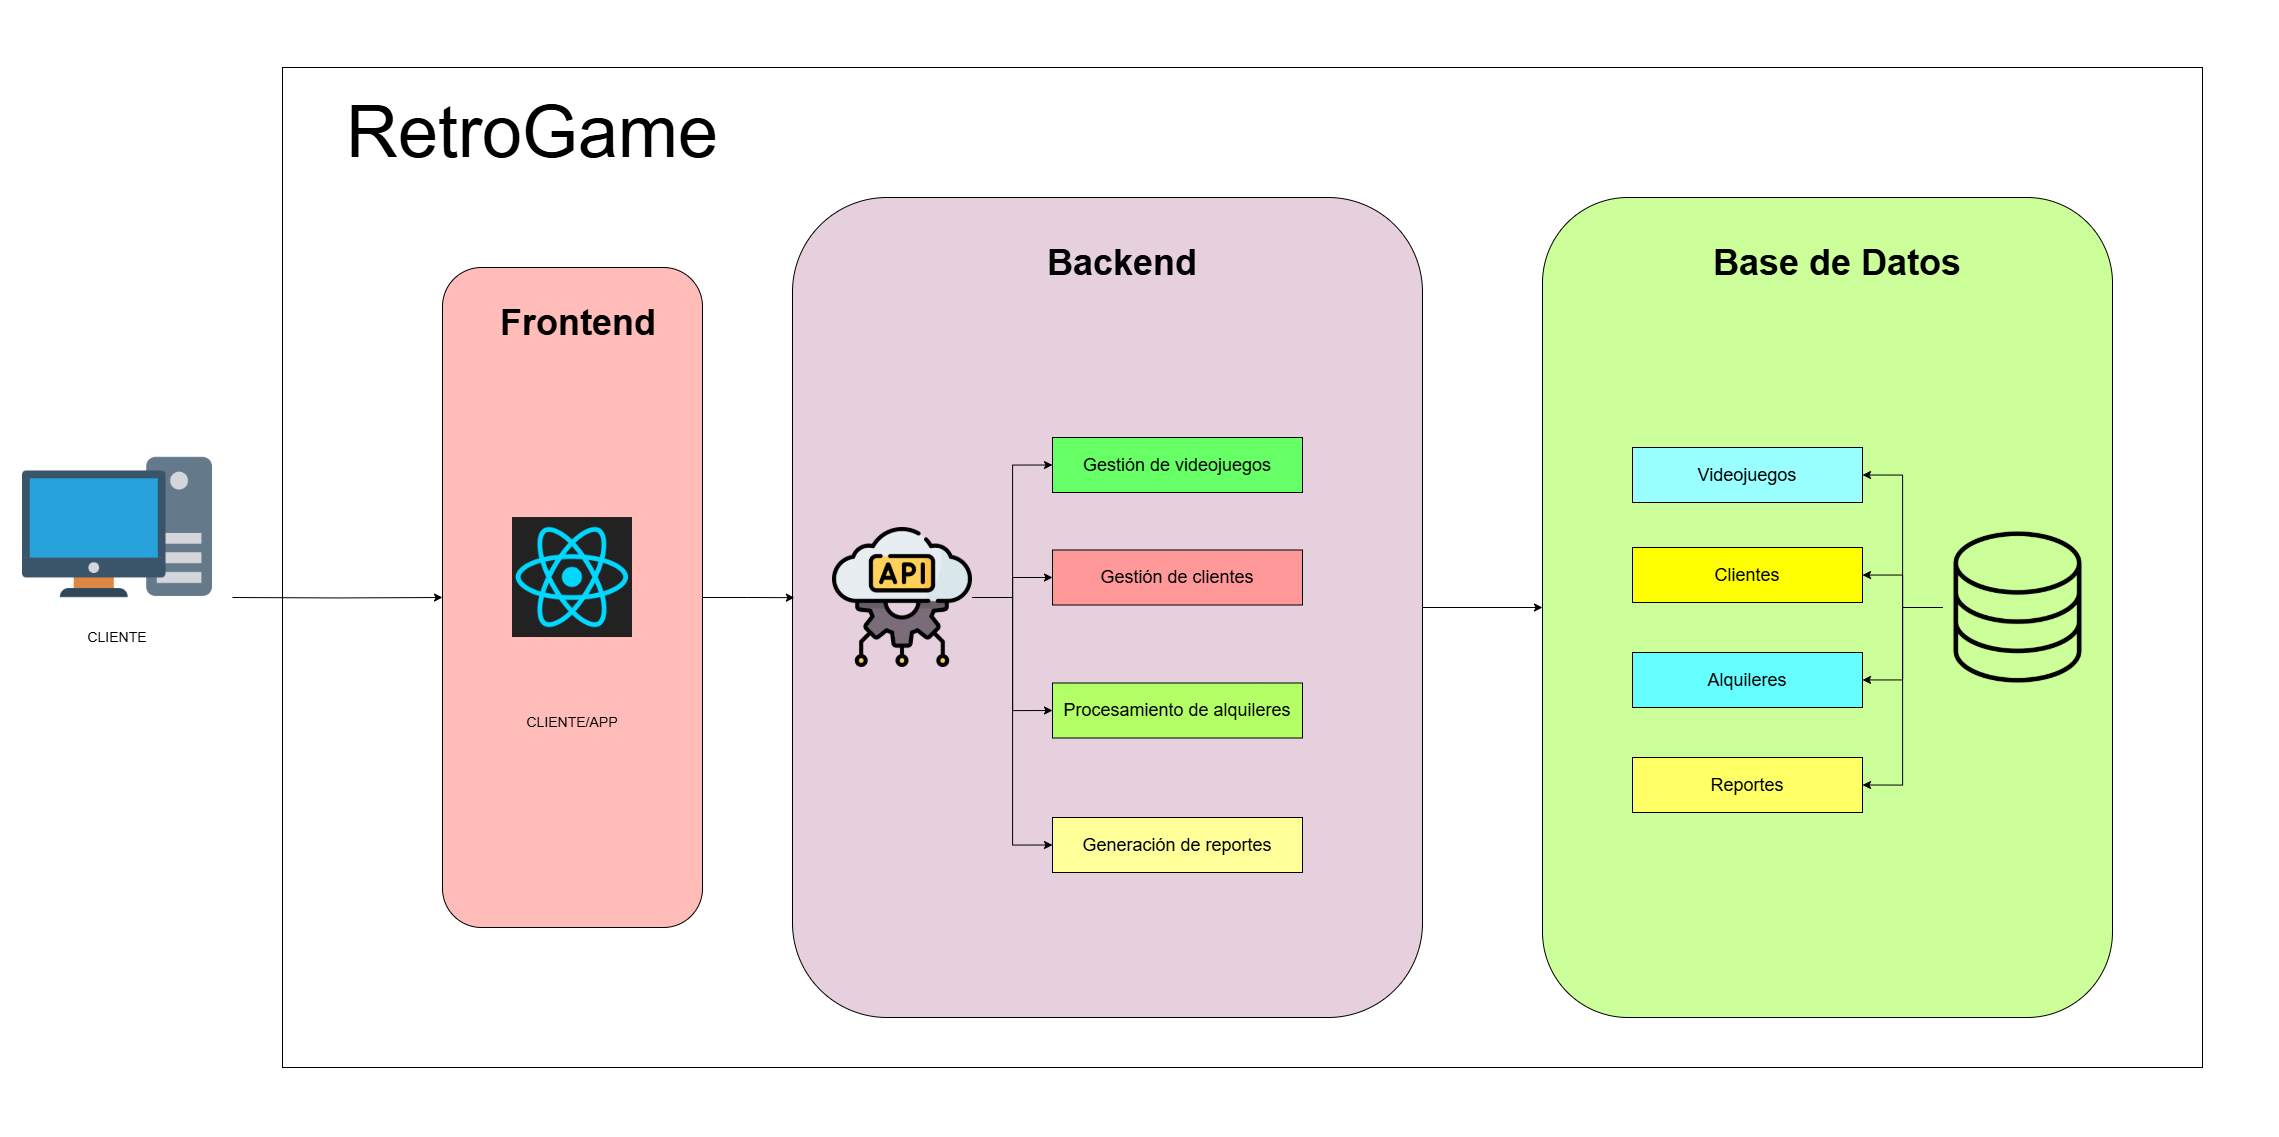 RetroGame
CLIENTE
Frontend
CLIENTE/APP
Backend
API
Gestión de videojuegos
Gestión de clientes
Procesamiento de alquileres
Generación de reportes
Base de Datos
Videojuegos
Clientes
Alquileres
Reportes